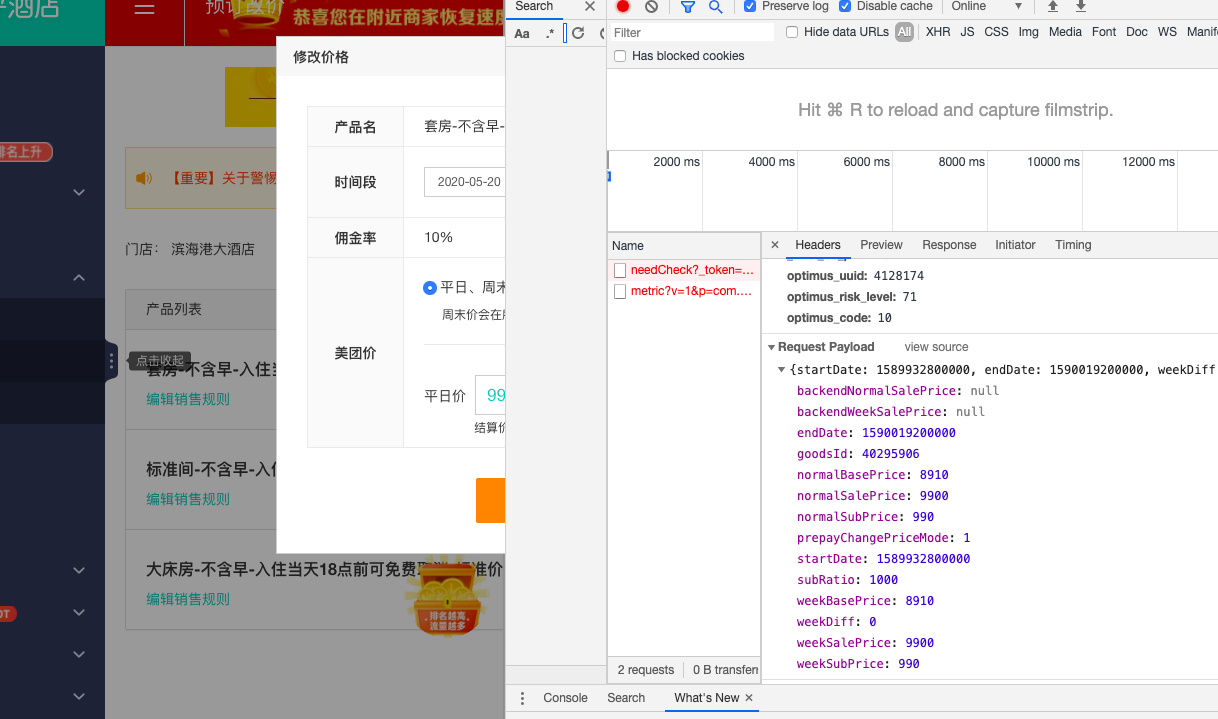 酒店
预订 搜价
恭喜您在附近商家恢复速度
排名上升
【重要】关于警惕
门店： 滨海港大酒店
产品列表
点击收起
套房-不含早-入住当
编辑销售规则
标准间-不含早-入住
编辑销售规则
大床房-不含早-入住当天18点前可免费取消-标准价
编辑销售规则
排名越高
流量越多
OT
修改价格
产品名
套房-不含早-
时间段
2020-05-20
佣金率
10%
美团价
平日、周末
周末价会在
平日价
99
结算价
Search
Aa
.*
Preserve log
Disable cache
Online
Filter
Hide data URLs
All
XHR
JS
CSS
Img
Media
Font
Doc
WS
Manif
Has blocked cookies
Hit ⌘ R to reload and capture filmstrip.
2000 ms
4000 ms
6000 ms
8000 ms
10000 ms
12000 ms
Name
needCheck?_token=…
metric?v=1&p=com.…
2 requests
0 B transferr
×
Headers
Preview
Response
Initiator
Timing
optimus_uuid: 4128174
optimus_risk_level: 71
optimus_code: 10
Request Payload
view source
{startDate: 1589932800000, endDate: 1590019200000, weekDiff
backendNormalSalePrice: null
backendWeekSalePrice: null
endDate: 1590019200000
goodsId: 40295906
normalBasePrice: 8910
normalSalePrice: 9900
normalSubPrice: 990
prepayChangePriceMode: 1
startDate: 1589932800000
subRatio: 1000
weekBasePrice: 8910
weekDiff: 0
weekSalePrice: 9900
weekSubPrice: 990
Console
Search
What's New ×